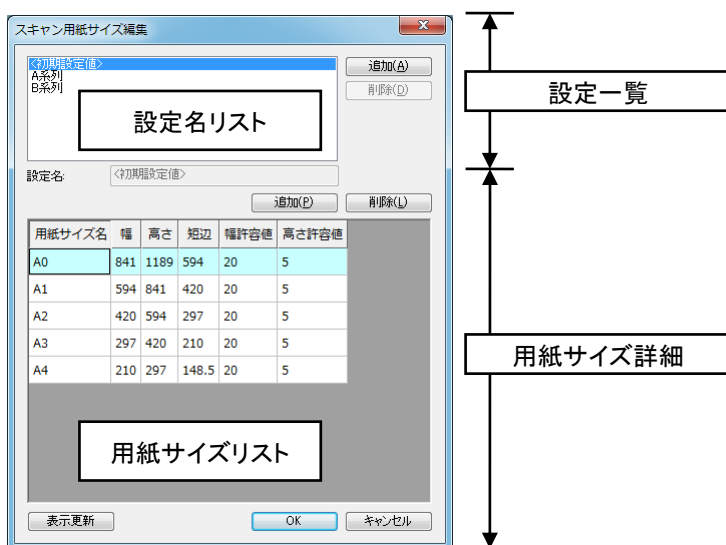 スキャン用紙サイズ編集
<初期設定値>
A系列
B系列
追加(A)
削除(D)
設定名リスト
設定一覧
設定名:
<初期設定値>
追加(P)
削除(L)
用紙サイズ名 幅 高さ 短辺 幅許容値 高さ許容値
A0 841 1189 594 20 5
A1 594 841 420 20 5
A2 420 594 297 20 5
A3 297 420 210 20 5
A4 210 297 148.5 20 5
用紙サイズ詳細
用紙サイズリスト
表示更新
OK
キャンセル